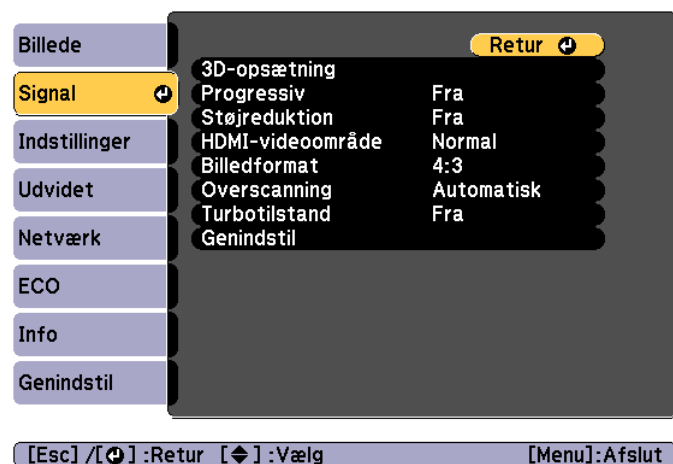 Billede
Signal
Indstillinger
Udvidet
Netværk
ECO
Info
Genindstil
Retur
3D-opsætning
Progressiv Fra
Støjreduktion Fra
HDMI-videoområde Normal
Billedformat 4:3
Overscanning Automatisk
Turbotilstand Fra
Genindstil
[Esc] /[⏎] :Retur [◆] :Vælg [Menu]:Afslut